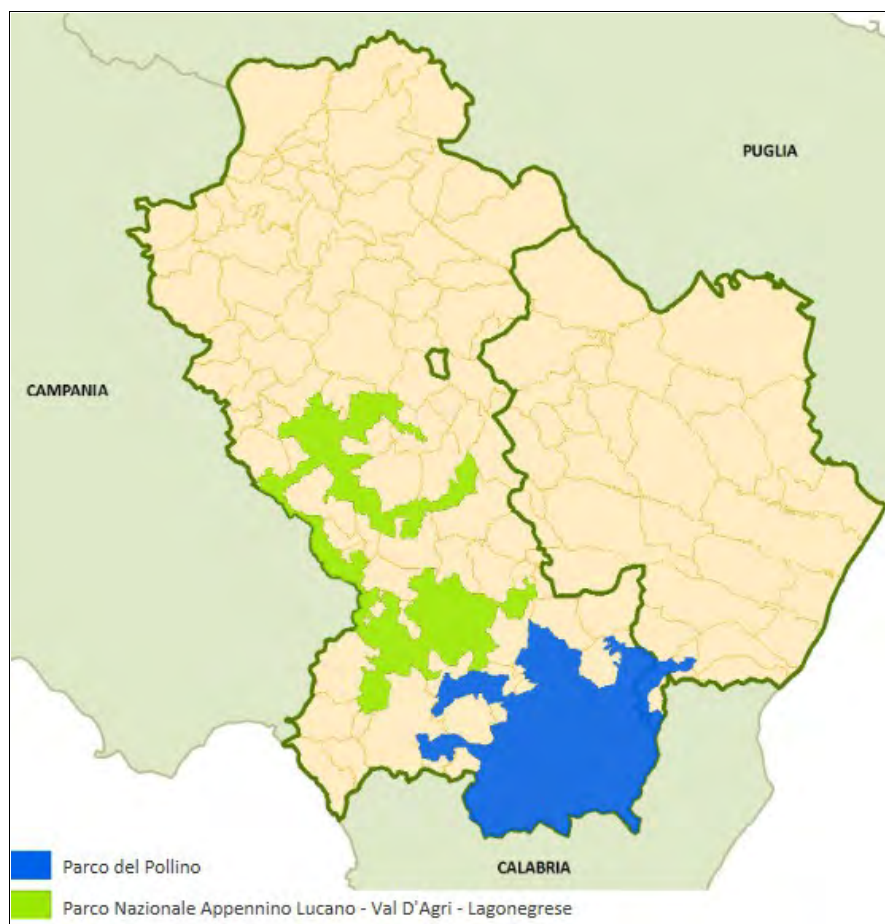 PUGLIA
CAMPANIA
CALABRIA
Parco del Pollino
Parco Nazionale Appennino Lucano - Val D'Agri - Lagonegrese